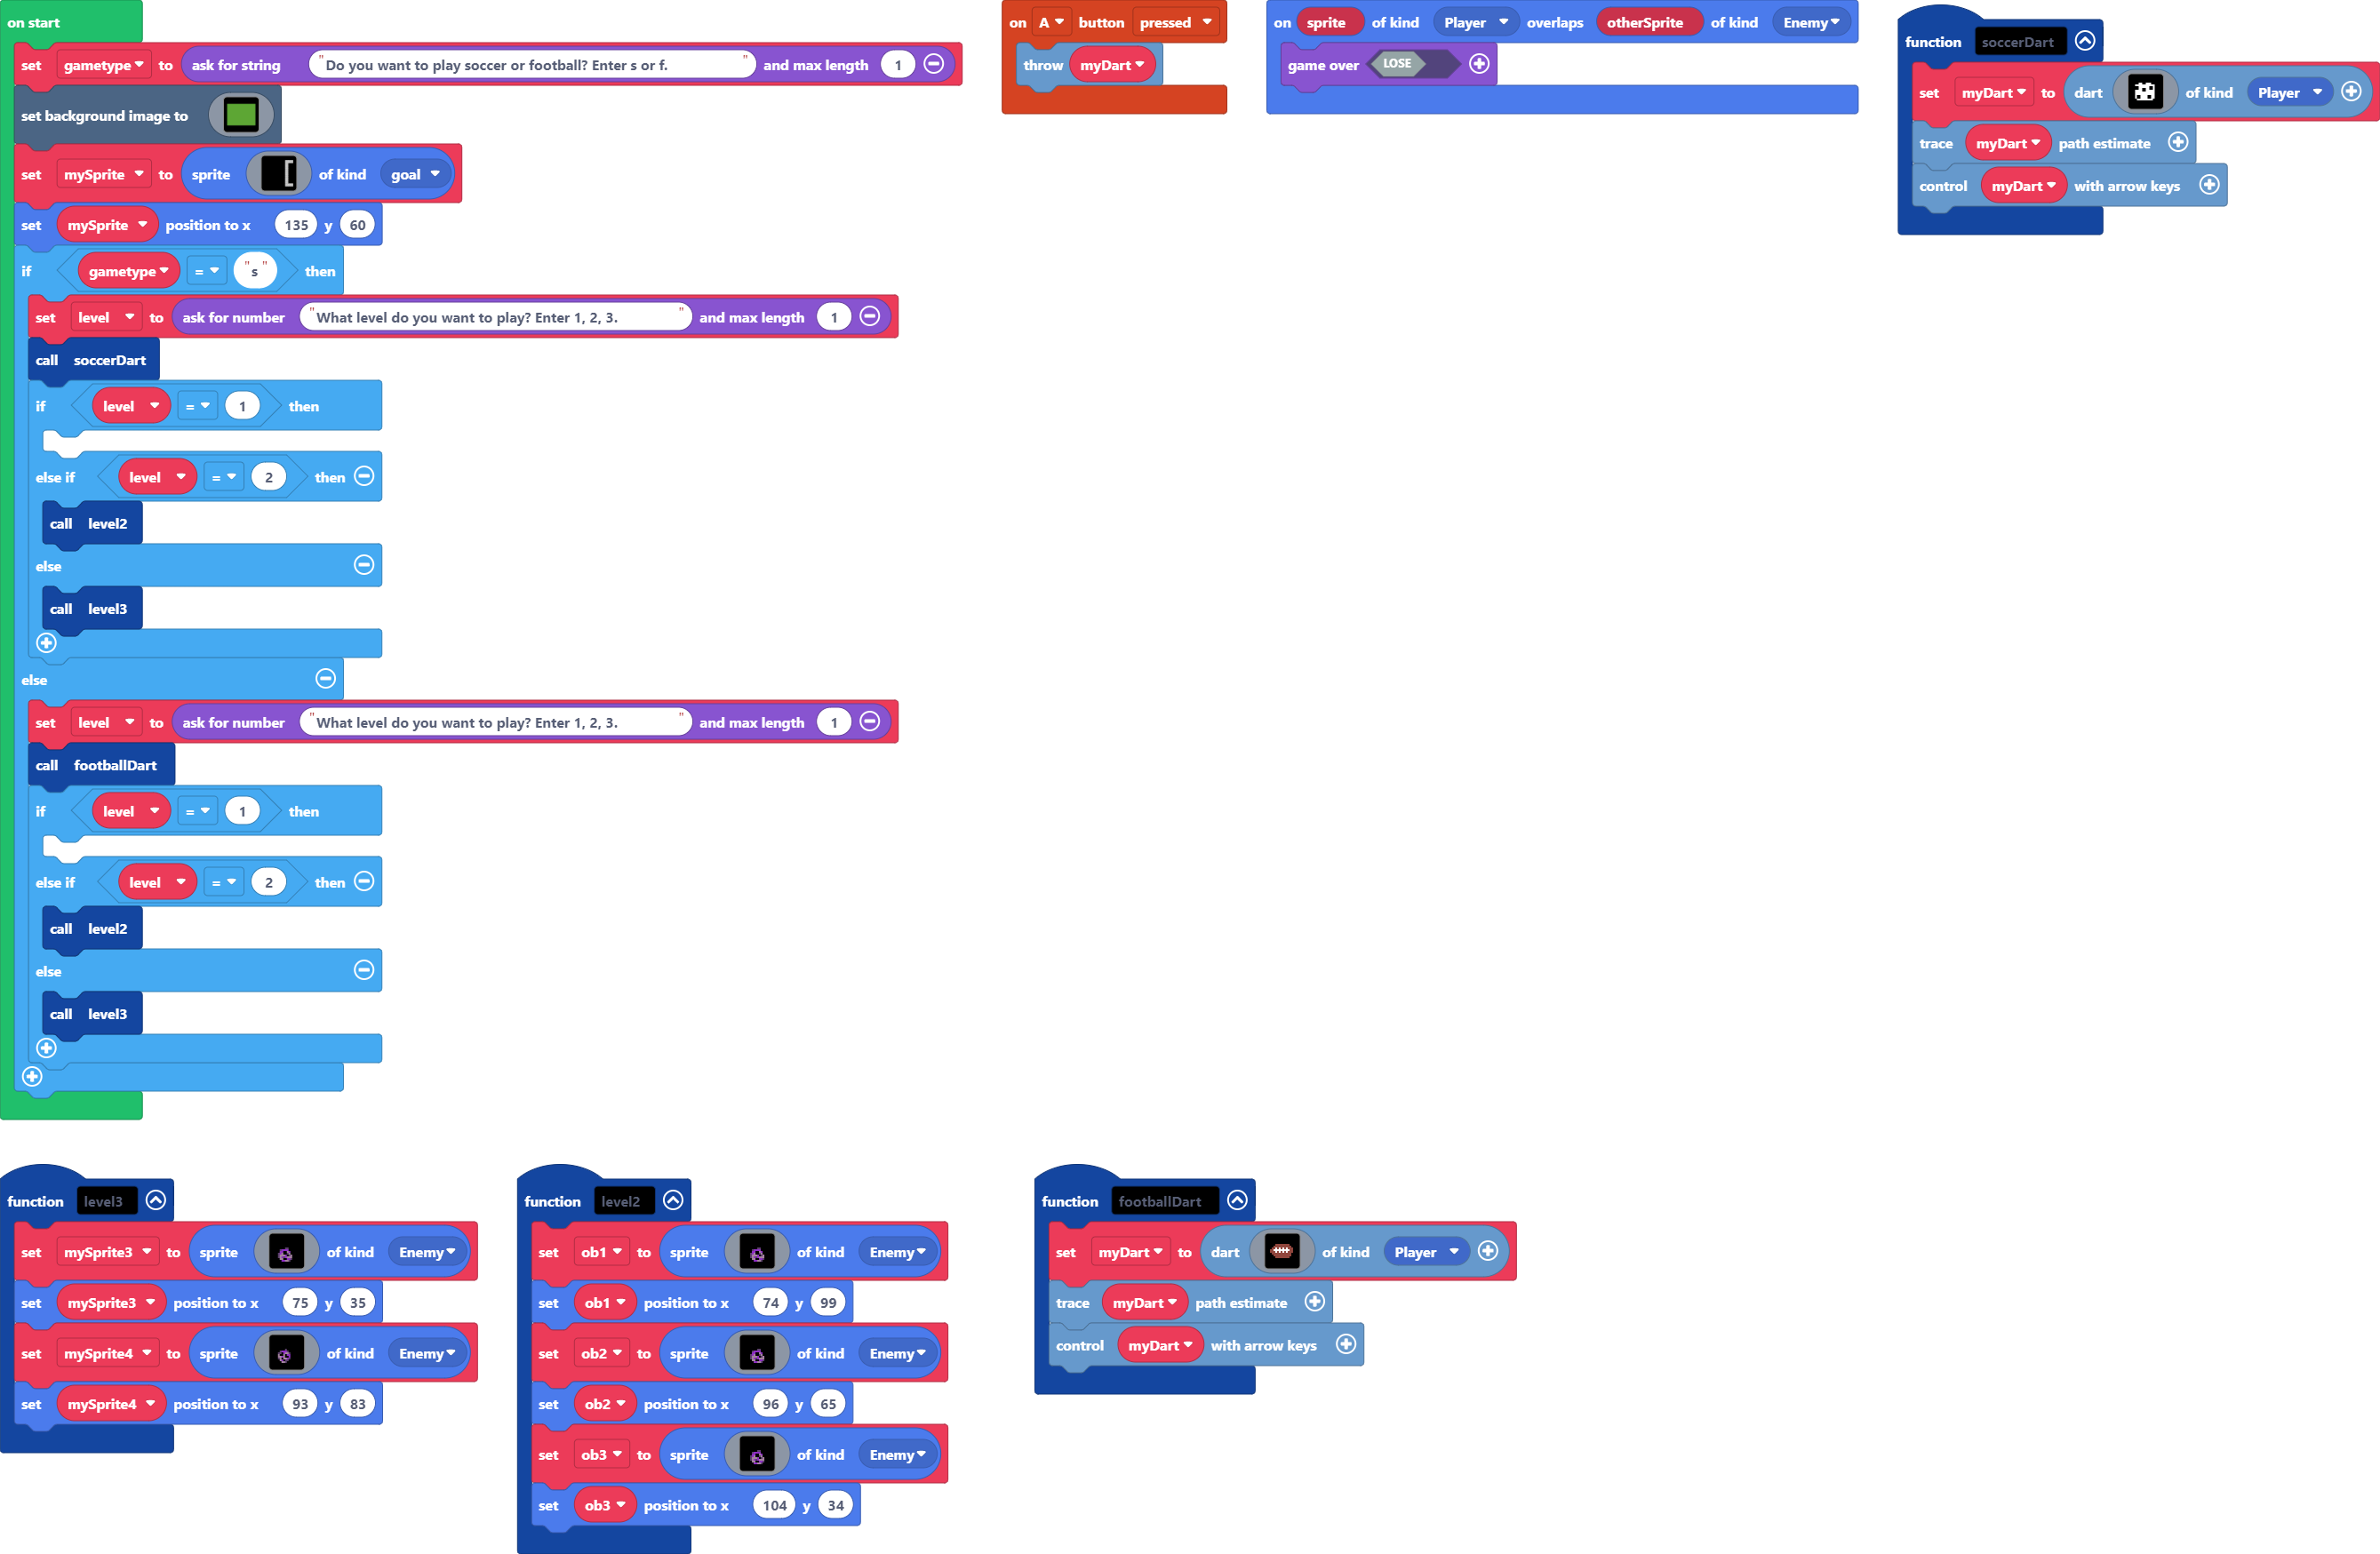 on start
set gametype to ask for string "Do you want to play soccer or football? Enter s or f." and max length 1
set background image to
set mySprite to sprite of kind goal
set mySprite position to x 135 y 60
if gametype = "s" then
set level to ask for number "What level do you want to play? Enter 1, 2, 3." and max length 1
call soccerDart
if level = 1 then
else if level = 2 then
call level2
else
call level3
else
set level to ask for number "What level do you want to play? Enter 1, 2, 3." and max length 1
call footballDart
if level = 1 then
else if level = 2 then
call level2
else
call level3
on A button pressed
throw myDart
on sprite of kind Player overlaps otherSprite of kind Enemy
game over LOSE
function soccerDart
set myDart to dart of kind Player
trace myDart path estimate
control myDart with arrow keys
function level3
set mySprite3 to sprite of kind Enemy
set mySprite3 position to x 75 y 35
set mySprite4 to sprite of kind Enemy
set mySprite4 position to x 93 y 83
function level2
set ob1 to sprite of kind Enemy
set ob1 position to x 74 y 99
set ob2 to sprite of kind Enemy
set ob2 position to x 96 y 65
set ob3 to sprite of kind Enemy
set ob3 position to x 104 y 34
function footballDart
set myDart to dart of kind Player
trace myDart path estimate
control myDart with arrow keys